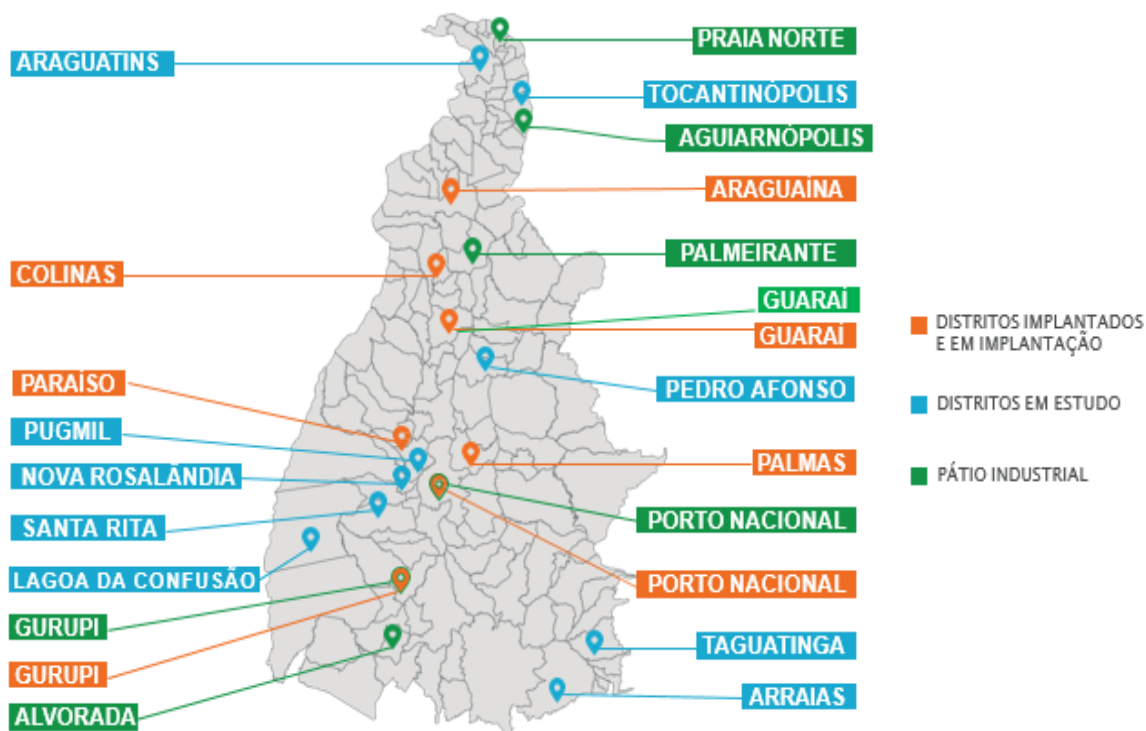 ARAGUATINS
COLINAS
PARAÍSO
PUGMIL
NOVA ROSALÂNDIA
SANTA RITA
LAGOA DA CONFUSÃO
GURUPI
GURUPI
ALVORADA
PRAIA NORTE
TOCANTINÓPOLIS
AGUIARNÓPOLIS
ARAGUAÍNA
PALMEIRANTE
GUARAÍ
GUARAÍ
PEDRO AFONSO
PALMAS
PORTO NACIONAL
PORTO NACIONAL
TAGUATINGA
ARRAIAS
DISTRITOS IMPLANTADOS
E EM IMPLANTAÇÃO
DISTRITOS EM ESTUDO
PÁTIO INDUSTRIAL